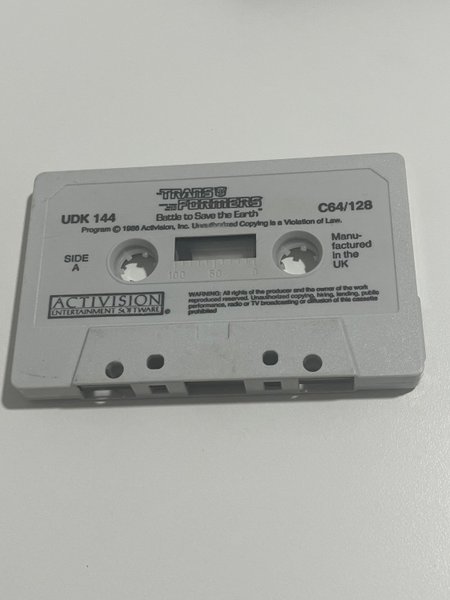 TRANSFORMERS
UDK 144
Battle to Save the Earth™
C64/128
Program © 1986 Activision, Inc. Unauthorized Copying is a Violation of Law.
SIDE
A
Manu-
factured
in the
UK
100 50 0
ACTIVISION
ENTERTAINMENT SOFTWARE
WARNING: All rights of the producer and the owner of the work
reproduced reserved. Unauthorized copying, hiring, lending, public
performance, radio or TV broadcasting or diffusion of this cassette
prohibited